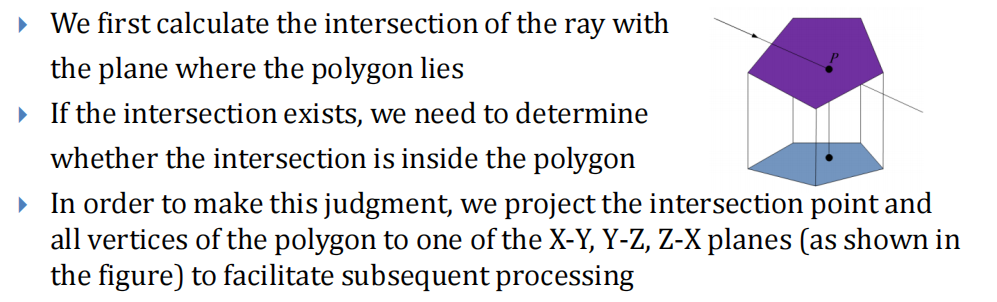 We first calculate the intersection of the ray with
the plane where the polygon lies
If the intersection exists, we need to determine
whether the intersection is inside the polygon
In order to make this judgment, we project the intersection point and
all vertices of the polygon to one of the X-Y, Y-Z, Z-X planes (as shown in
the figure) to facilitate subsequent processing
P